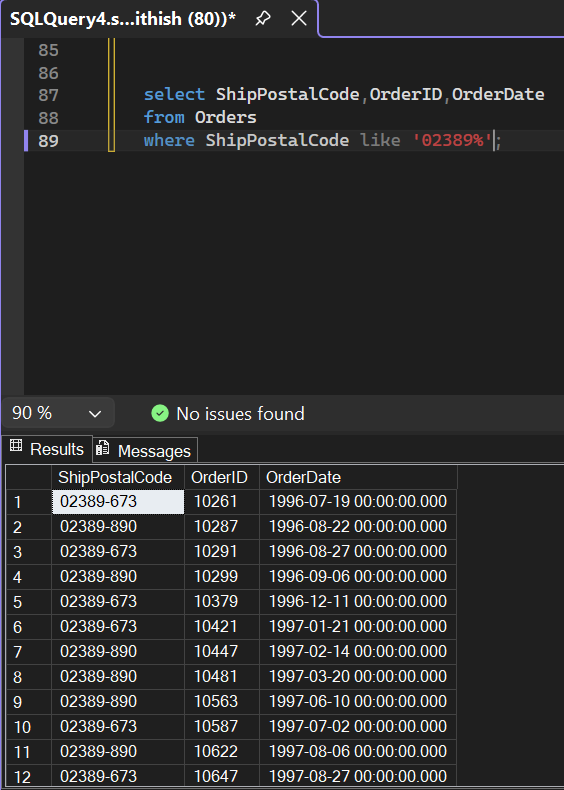 SQLQuery4.s...ithish (80))*
85
86
87 select ShipPostalCode,OrderID,OrderDate
88 from Orders
89 where ShipPostalCode like '02389%';
90 %
No issues found
Results Messages
ShipPostalCode OrderID OrderDate
1 02389-673 10261 1996-07-19 00:00:00.000
2 02389-890 10287 1996-08-22 00:00:00.000
3 02389-673 10291 1996-08-27 00:00:00.000
4 02389-890 10299 1996-09-06 00:00:00.000
5 02389-673 10379 1996-12-11 00:00:00.000
6 02389-673 10421 1997-01-21 00:00:00.000
7 02389-890 10447 1997-02-14 00:00:00.000
8 02389-890 10481 1997-03-20 00:00:00.000
9 02389-890 10563 1997-06-10 00:00:00.000
10 02389-673 10587 1997-07-02 00:00:00.000
11 02389-890 10622 1997-08-06 00:00:00.000
12 02389-673 10647 1997-08-27 00:00:00.000